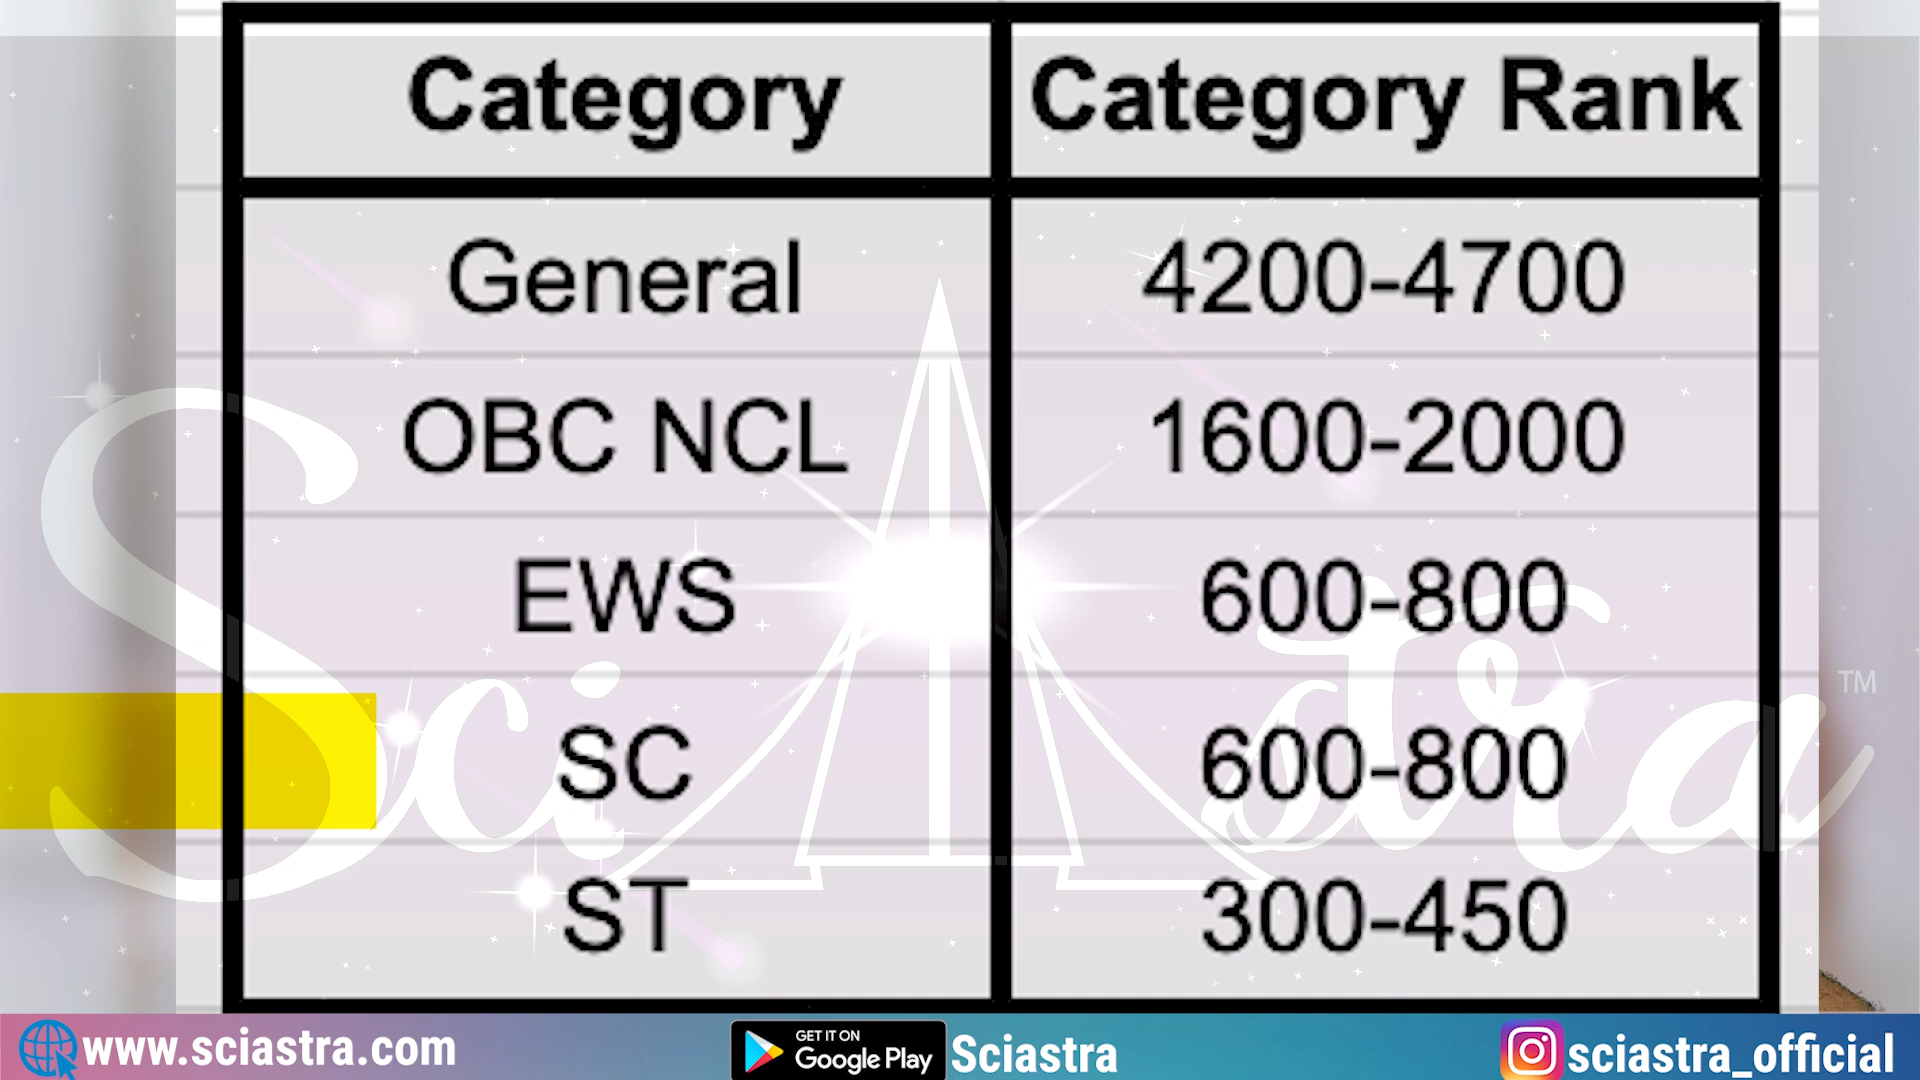 Category Category Rank
General 4200-4700
OBC NCL 1600-2000
EWS 600-800
SC 600-800
ST 300-450
SciAstra TM
www.sciastra.com GET IT ON Google Play Sciastra sciastra_official